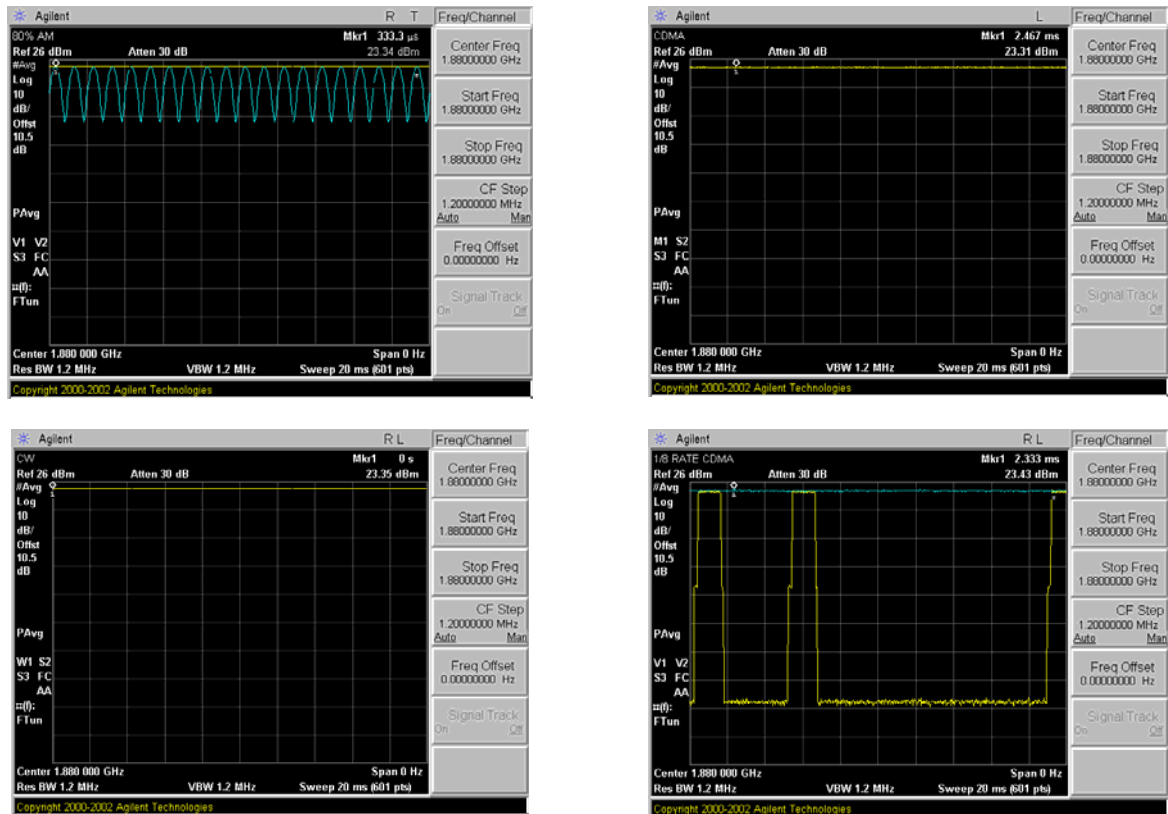 Agilent R T Freq/Channel
80% AM Mkr1 333.3 µs
Ref 26 dBm Atten 30 dB 23.34 dBm
#Avg
Log
10
dB/
Offst
10.5
dB
PAvg
V1 V2
S3 FC
AA
¤(f):
FTun
1
Center 1.880 000 GHz Span 0 Hz
Res BW 1.2 MHz VBW 1.2 MHz Sweep 20 ms (601 pts)
Copyright 2000-2002 Agilent Technologies
Center Freq
1.88000000 GHz
Start Freq
1.88000000 GHz
Stop Freq
1.88000000 GHz
CF Step
1.20000000 MHz
Auto Man
Freq Offset
0.00000000 Hz
Signal Track
On Off
Agilent L Freq/Channel
CDMA Mkr1 2.467 ms
Ref 26 dBm Atten 30 dB 23.31 dBm
#Avg
Log
10
dB/
Offst
10.5
dB
PAvg
M1 S2
S3 FC
AA
¤(f):
FTun
1
Center 1.880 000 GHz Span 0 Hz
Res BW 1.2 MHz VBW 1.2 MHz Sweep 20 ms (601 pts)
Copyright 2000-2002 Agilent Technologies
Center Freq
1.88000000 GHz
Start Freq
1.88000000 GHz
Stop Freq
1.88000000 GHz
CF Step
1.20000000 MHz
Auto Man
Freq Offset
0.00000000 Hz
Signal Track
On Off
Agilent R L Freq/Channel
CW Mkr1 0 s
Ref 26 dBm Atten 30 dB 23.35 dBm
#Avg
Log
10
dB/
Offst
10.5
dB
PAvg
W1 S2
S3 FC
AA
¤(f):
FTun
1
Center 1.880 000 GHz Span 0 Hz
Res BW 1.2 MHz VBW 1.2 MHz Sweep 20 ms (601 pts)
Copyright 2000-2002 Agilent Technologies
Center Freq
1.88000000 GHz
Start Freq
1.88000000 GHz
Stop Freq
1.88000000 GHz
CF Step
1.20000000 MHz
Auto Man
Freq Offset
0.00000000 Hz
Signal Track
On Off
Agilent R L Freq/Channel
1/8 RATE CDMA Mkr1 2.333 ms
Ref 26 dBm Atten 30 dB 23.43 dBm
#Avg
Log
10
dB/
Offst
10.5
dB
PAvg
V1 V2
S3 FC
AA
¤(f):
FTun
Center 1.880 000 GHz Span 0 Hz
Res BW 1.2 MHz VBW 1.2 MHz Sweep 20 ms (601 pts)
Copyright 2000-2002 Agilent Technologies
Center Freq
1.88000000 GHz
Start Freq
1.88000000 GHz
Stop Freq
1.88000000 GHz
CF Step
1.20000000 MHz
Auto Man
Freq Offset
0.00000000 Hz
Signal Track
On Off